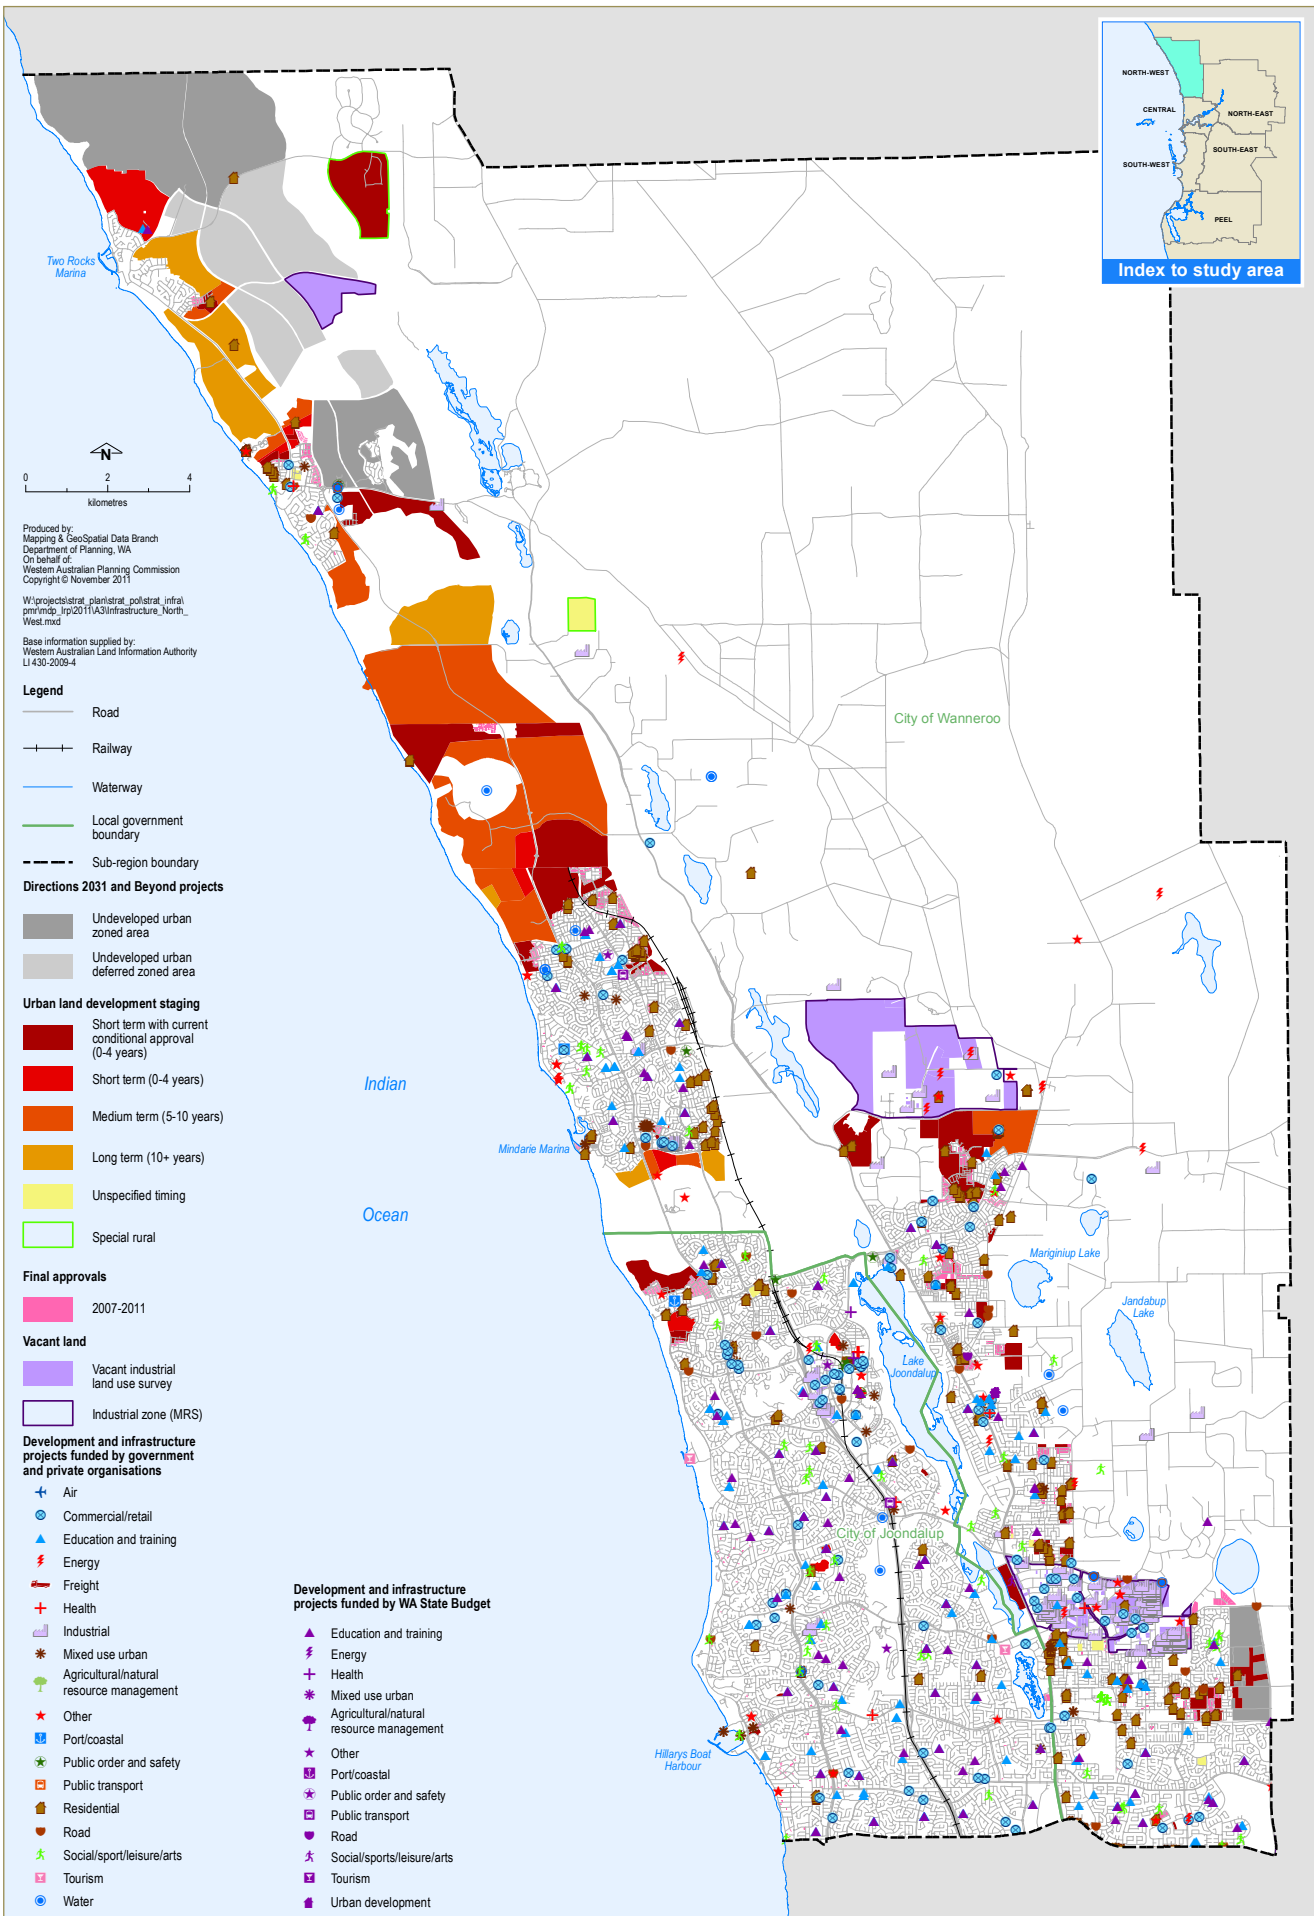 NORTH-WEST
CENTRAL
NORTH-EAST
SOUTH-EAST
SOUTH-WEST
PEEL
Index to study area
Two Rocks
Marina
N
0 2 4
kilometres
Produced by:
Mapping & GeoSpatial Data Branch
Department of Planning, WA
On behalf of:
Western Australian Planning Commission
Copyright © November 2011
W:\projects\strat_plan\strat_pol\strat_infra\
pmr\mdp_lrp\2011\A3\Infrastructure_North_
West.mxd
Base information supplied by:
Western Australian Land Information Authority
LI 430-2009-4
Legend
Road
Railway
Waterway
Local government
boundary
Sub-region boundary
Directions 2031 and Beyond projects
Undeveloped urban
zoned area
Undeveloped urban
deferred zoned area
Urban land development staging
Short term with current
conditional approval
(0-4 years)
Short term (0-4 years)
Medium term (5-10 years)
Long term (10+ years)
Unspecified timing
Special rural
Final approvals
2007-2011
Vacant land
Vacant industrial
land use survey
Industrial zone (MRS)
Development and infrastructure
projects funded by government
and private organisations
Air
Commercial/retail
Education and training
Energy
Freight
Health
Industrial
Mixed use urban
Agricultural/natural
resource management
Other
Port/coastal
Public order and safety
Public transport
Residential
Road
Social/sport/leisure/arts
Tourism
Water
Development and infrastructure
projects funded by WA State Budget
Education and training
Energy
Health
Mixed use urban
Agricultural/natural
resource management
Other
Port/coastal
Public order and safety
Public transport
Road
Social/sports/leisure/arts
Tourism
Urban development
City of Wanneroo
Indian
Ocean
Mindarie Marina
Mariginiup Lake
Jandabup
Lake
Lake
Joondalup
City of Joondalup
Hillarys Boat
Harbour